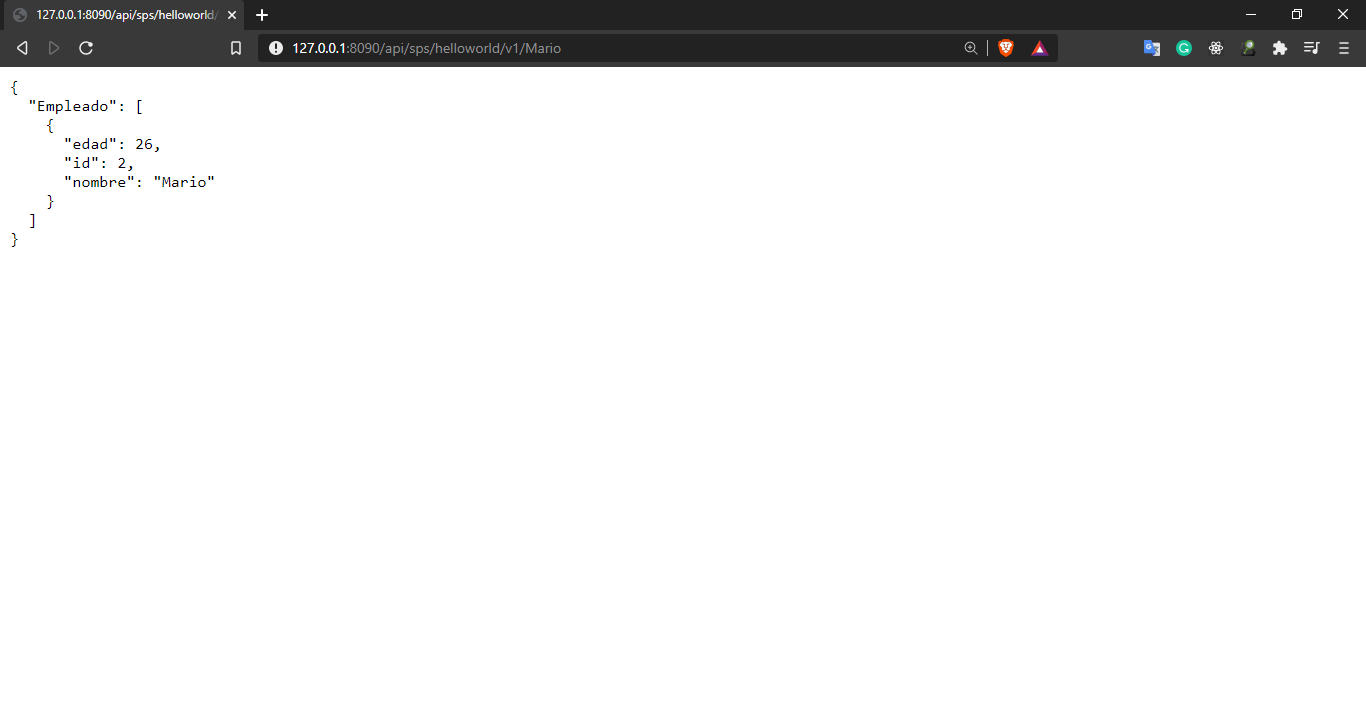 127.0.0.1:8090/api/sps/helloworld/
127.0.0.1:8090/api/sps/helloworld/v1/Mario
{
  "Empleado": [
    {
      "edad": 26,
      "id": 2,
      "nombre": "Mario"
    }
  ]
}